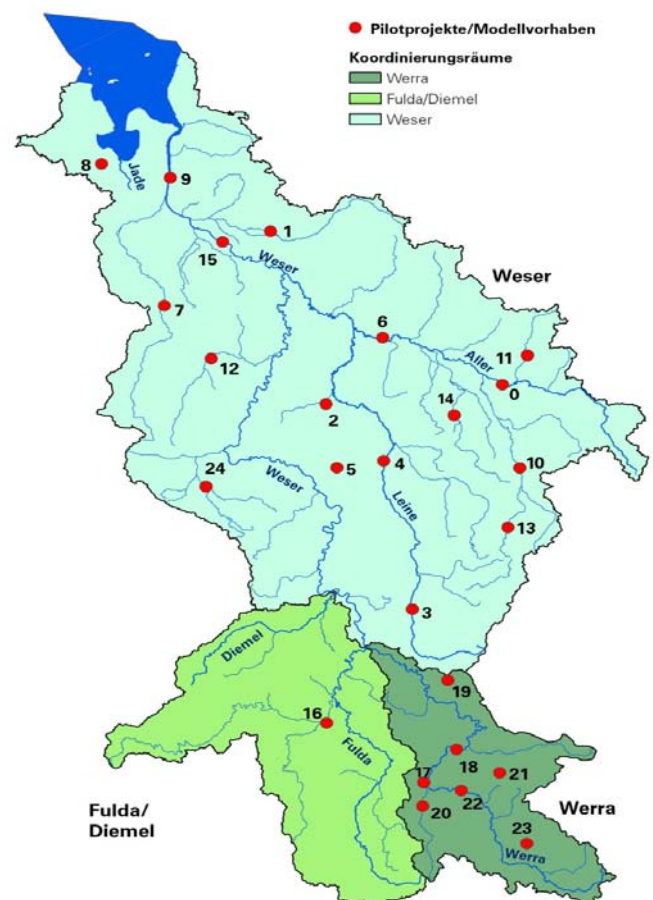 Pilotprojekte/Modellvorhaben
Koordinierungsräume
Werra
Fulda/Diemel
Weser
8
Jade
9
1
15
Weser
Weser
7
6
11
12
Aller
0
14
2
24
Weser
5
4
10
Leine
13
3
Diemel
19
16
Fulda
18
17
21
22
Fulda/
Diemel
20
Werra
23
Werra